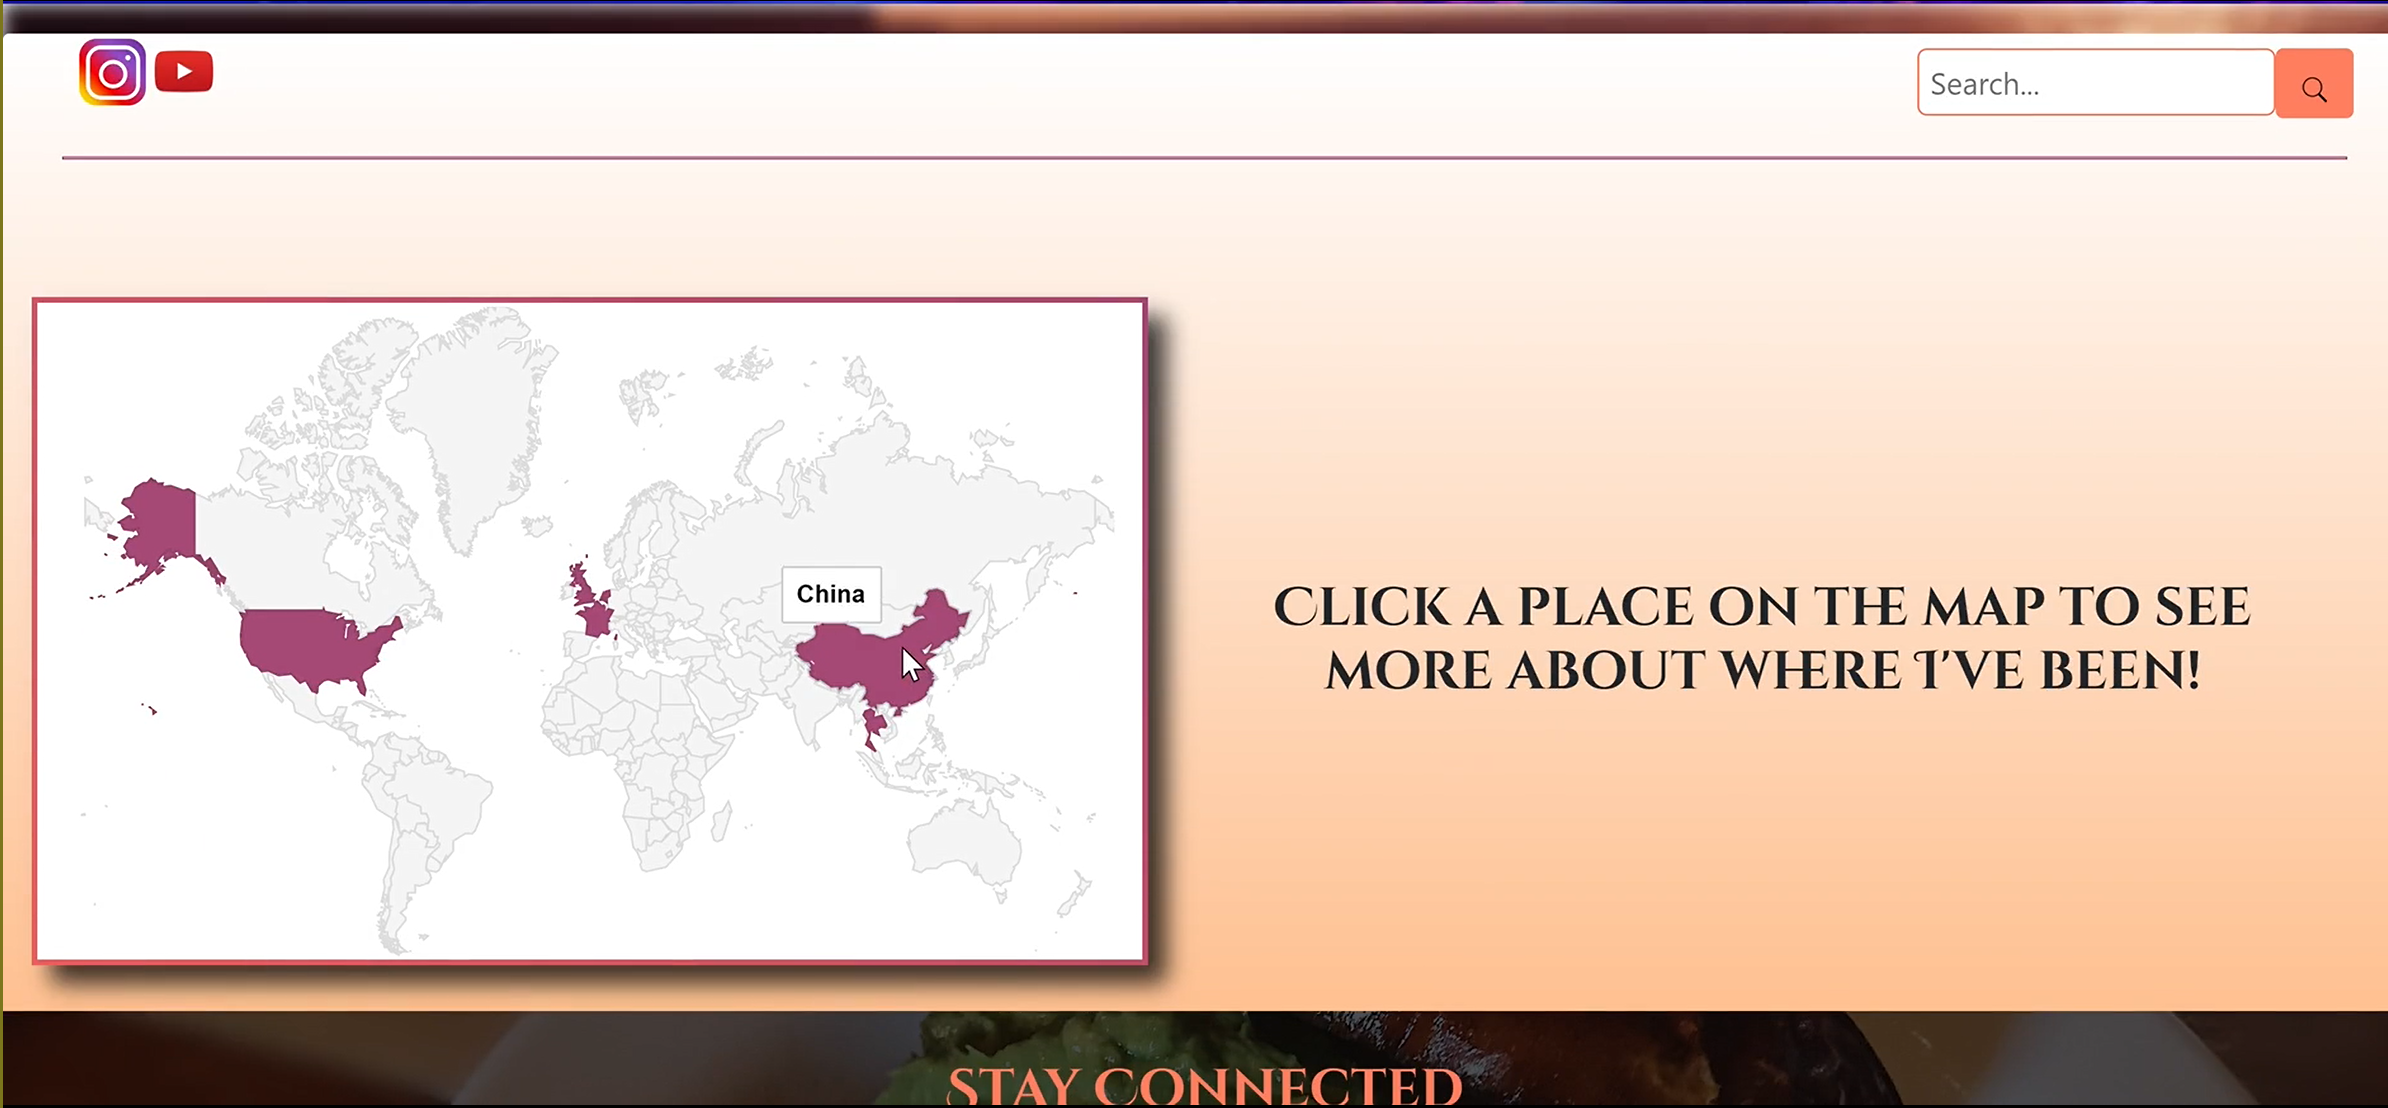 Search...
China
Click a place on the map to see
more about where I've been!
Stay Connected